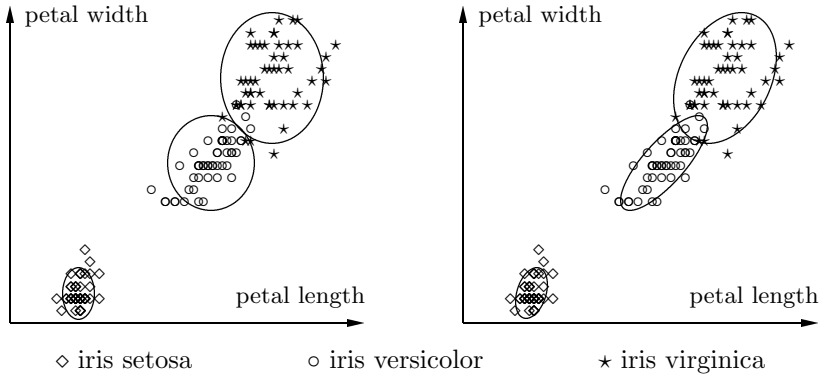 petal width
petal width
petal length
petal length
iris setosa
iris versicolor
iris virginica